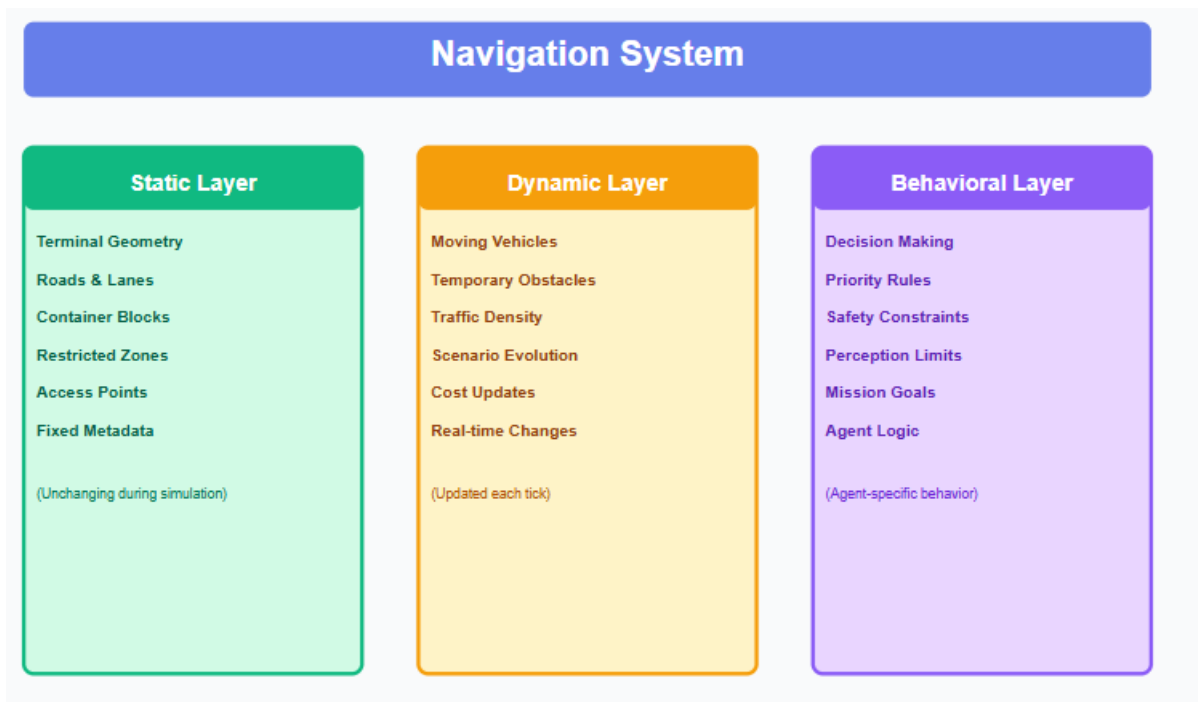 Navigation System
Static Layer
Terminal Geometry
Roads & Lanes
Container Blocks
Restricted Zones
Access Points
Fixed Metadata
(Unchanging during simulation)
Dynamic Layer
Moving Vehicles
Temporary Obstacles
Traffic Density
Scenario Evolution
Cost Updates
Real-time Changes
(Updated each tick)
Behavioral Layer
Decision Making
Priority Rules
Safety Constraints
Perception Limits
Mission Goals
Agent Logic
(Agent-specific behavior)